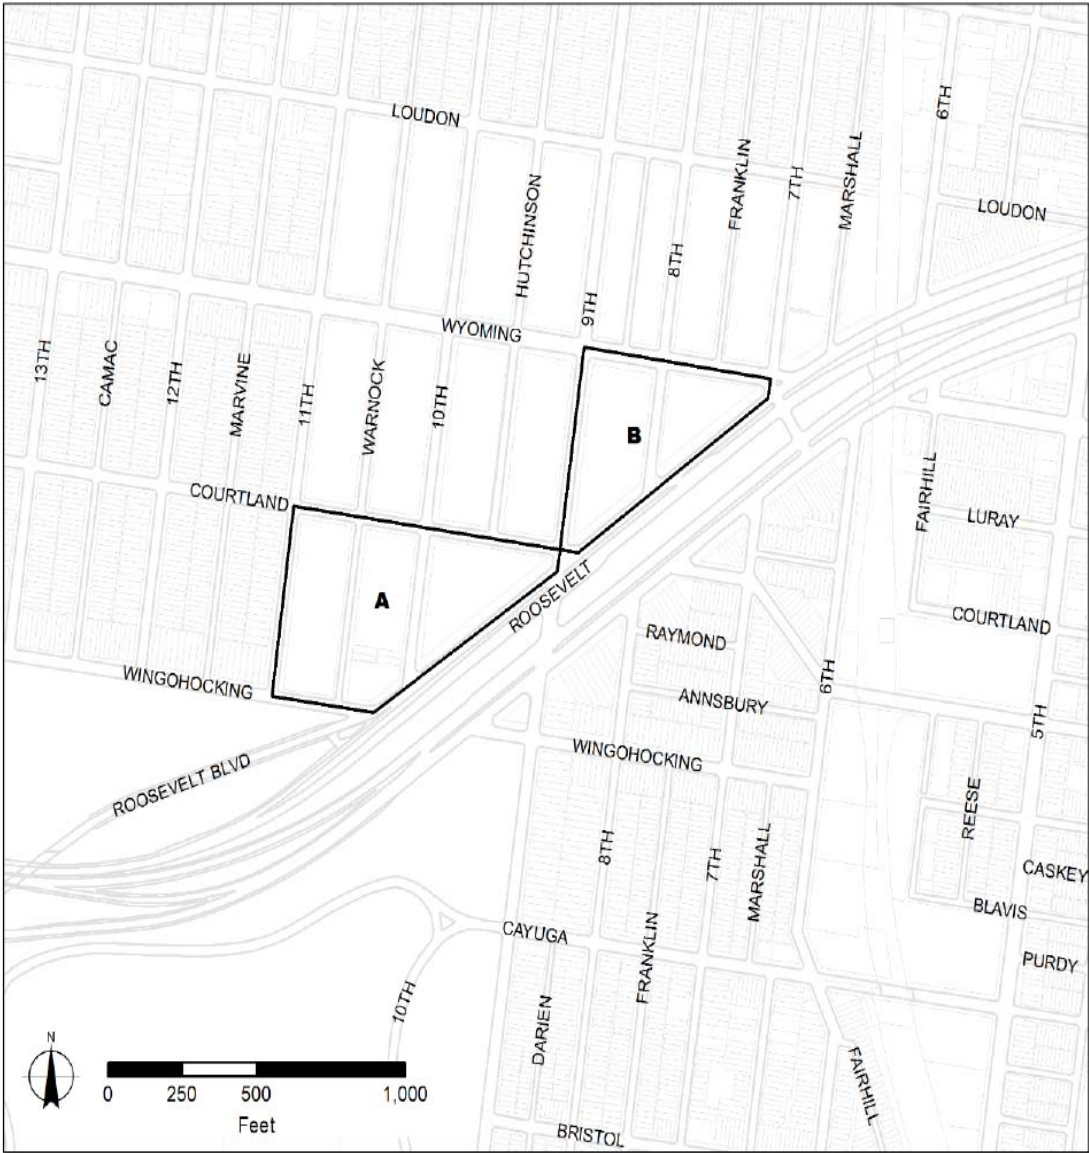 6TH
LOUDON
FRANKLIN
7TH
MARSHALL
HUTCHINSON
LOUDON
8TH
9TH
WYOMING
13TH
CAMAC
12TH
MARVINE
11TH
WARNOCK
10TH
B
FAIRHILL
COURTLAND
LURAY
A
ROOSEVELT
RAYMOND
COURTLAND
WINGOHOCKING
6TH
ANNSBURY
5TH
WINGOHOCKING
ROOSEVELT BLVD
REESE
8TH
7TH
MARSHALL
CASKEY
BLAVIS
CAYUGA
FRANKLIN
PURDY
10TH
DARIEN
N
FAIRHILL
0 250 500 1,000
Feet
BRISTOL